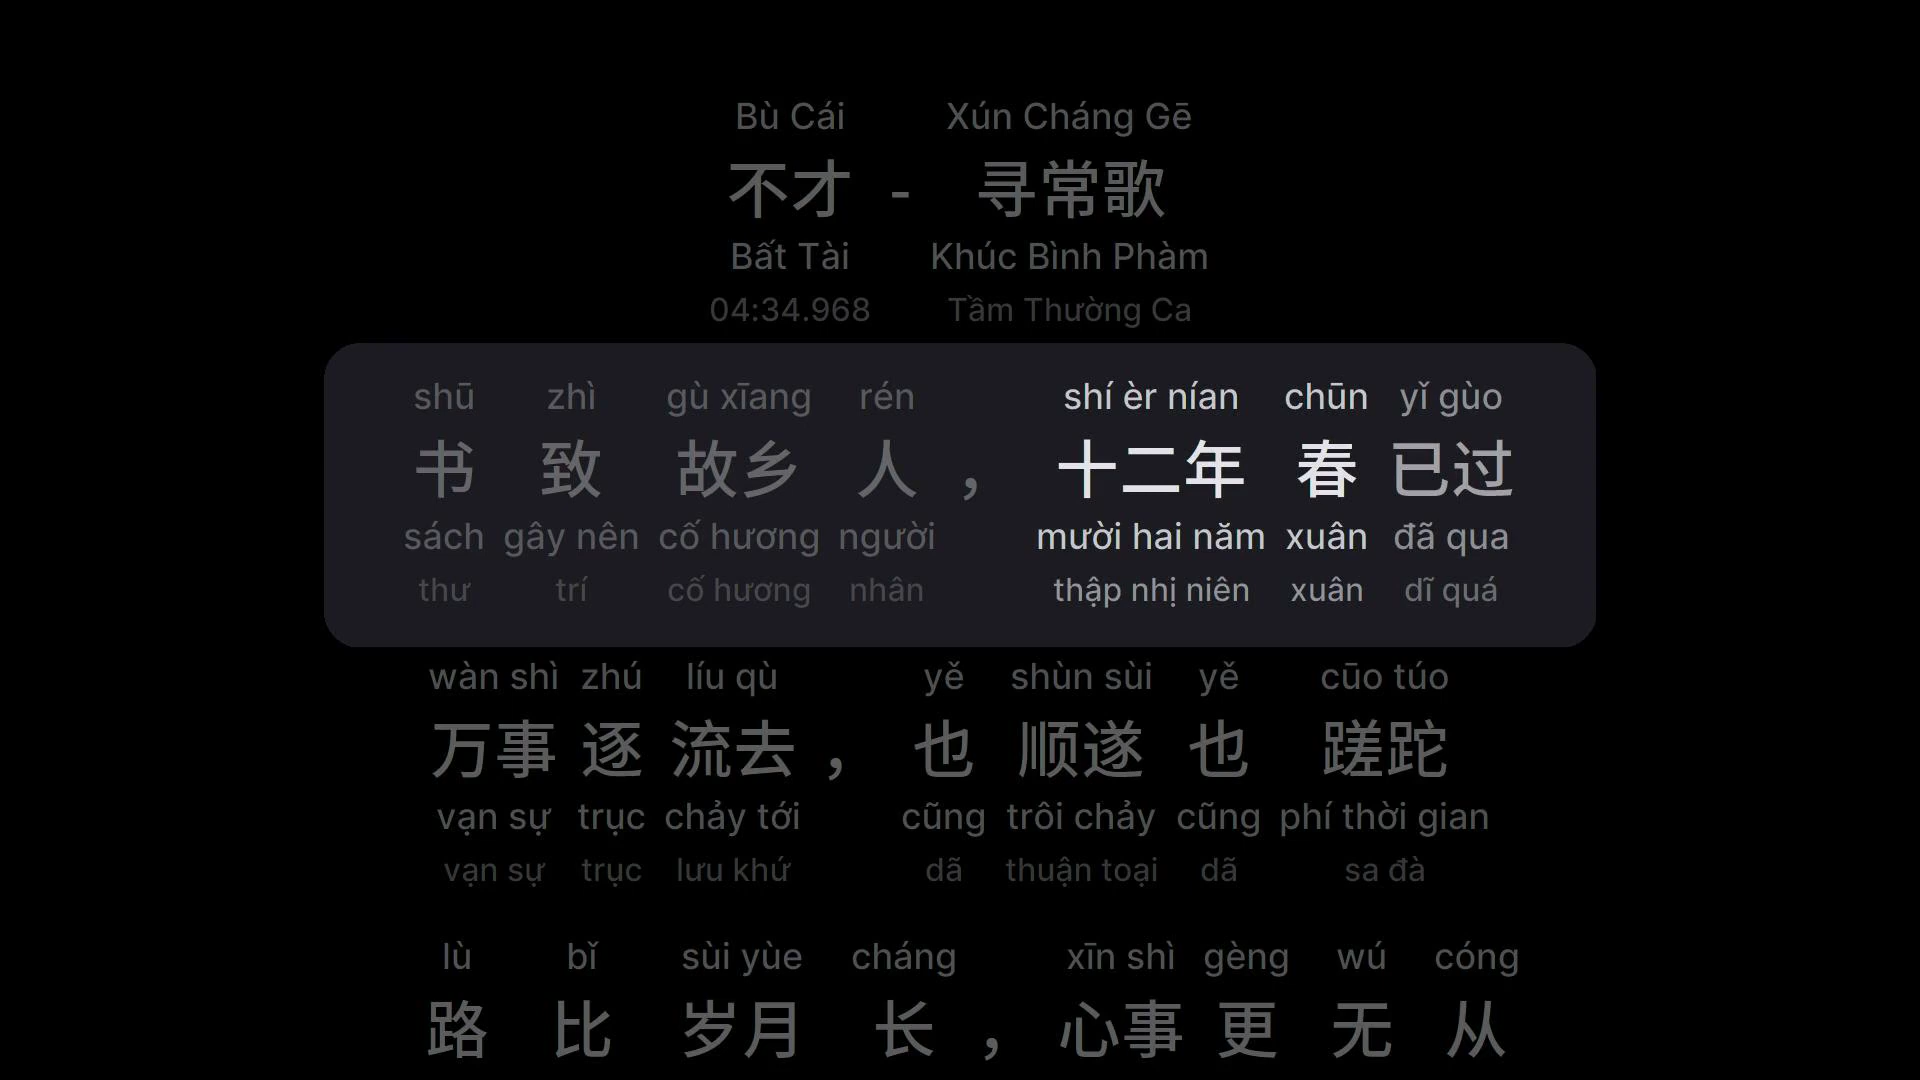 Bù Cái Xún Cháng Gē
不才 - 寻常歌
Bất Tài Khúc Bình Phàm
04:34.968 Tầm Thường Ca
shū zhì gù xīang rén shí èr nían chūn yǐ gùo
书 致 故乡 人 ， 十二年 春 已过
sách gây nên cố hương người mười hai năm xuân đã qua
thư trí cố hương nhân thập nhị niên xuân dĩ quá
wàn shì zhú líu qù yě shùn sùi yě cūo túo
万事 逐 流去 ， 也 顺遂 也 蹉跎
vạn sự trục chảy tới cũng trôi chảy cũng phí thời gian
vạn sự trục lưu khứ dã thuận toại dã sa đà
lù bǐ sùi yùe cháng xīn shì gèng wú cóng
路 比 岁月 长 ， 心事 更 无 从